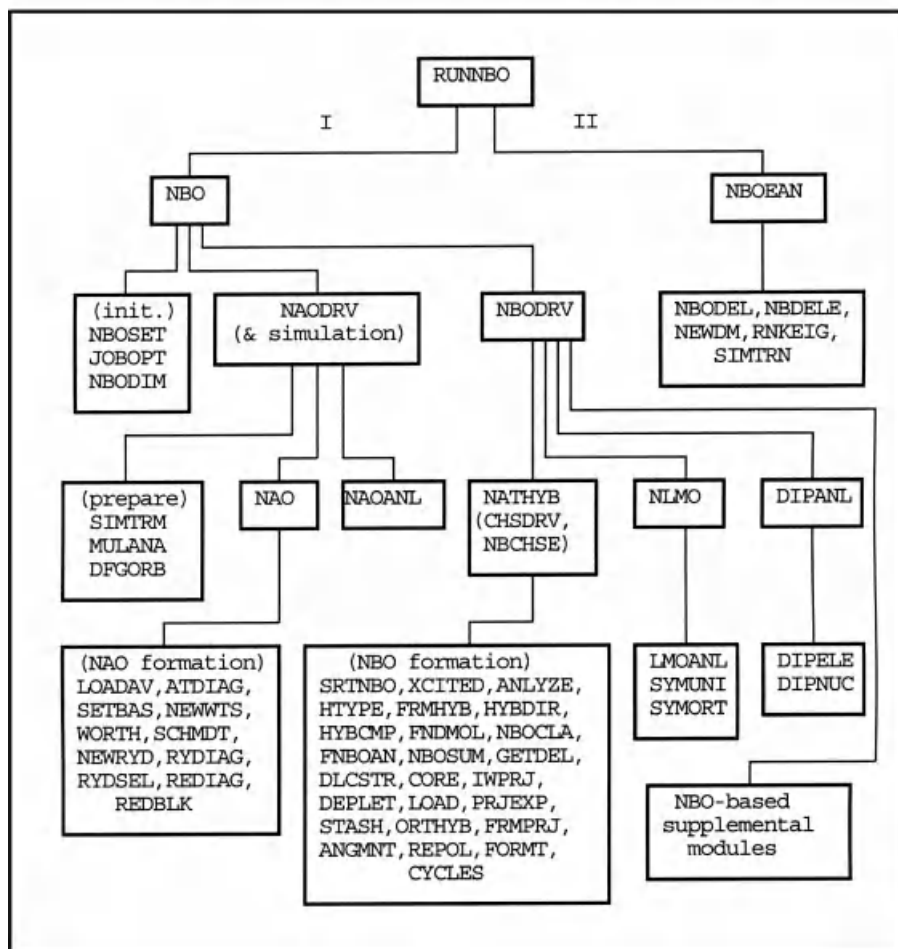 RUNNBO
I
II
NBO
NBOEAN
(init.)
NBOSET
JOBOPT
NBODIM
NAODRV
(& simulation)
NBODRV
NBODEL,NBDELE,
NEWDM,RNKEIG,
SIMTRN
(prepare)
SIMTRM
MULANA
DFGORB
NAO
NAOANL
NATHYB
(CHSDRV,
NBCHSE)
NLMO
DIPANL
(NAO formation)
LOADAV,ATDIAG,
SETBAS,NEWWTS,
WORTH,SCHMDT,
NEWRYD,RYDIAG,
RYDSEL,REDIAG,
REDBLK
(NBO formation)
SRTNBO,XCITED,ANLYZE,
HTYPE,FRMHYB,HYBDIR,
HYBCMP,FNDMOL,NBOCLA,
FNBOAN,NBOSUM,GETDEL,
DLCSTR,CORE,IWPRJ,
DEPLET,LOAD,PRJEXP,
STASH,ORTHYB,FRMPRJ,
ANGMNT,REPOL,FORMT,
CYCLES
LMOANL
SYMUNI
SYMORT
DIPELE
DIPNUC
NBO-based
supplemental
modules